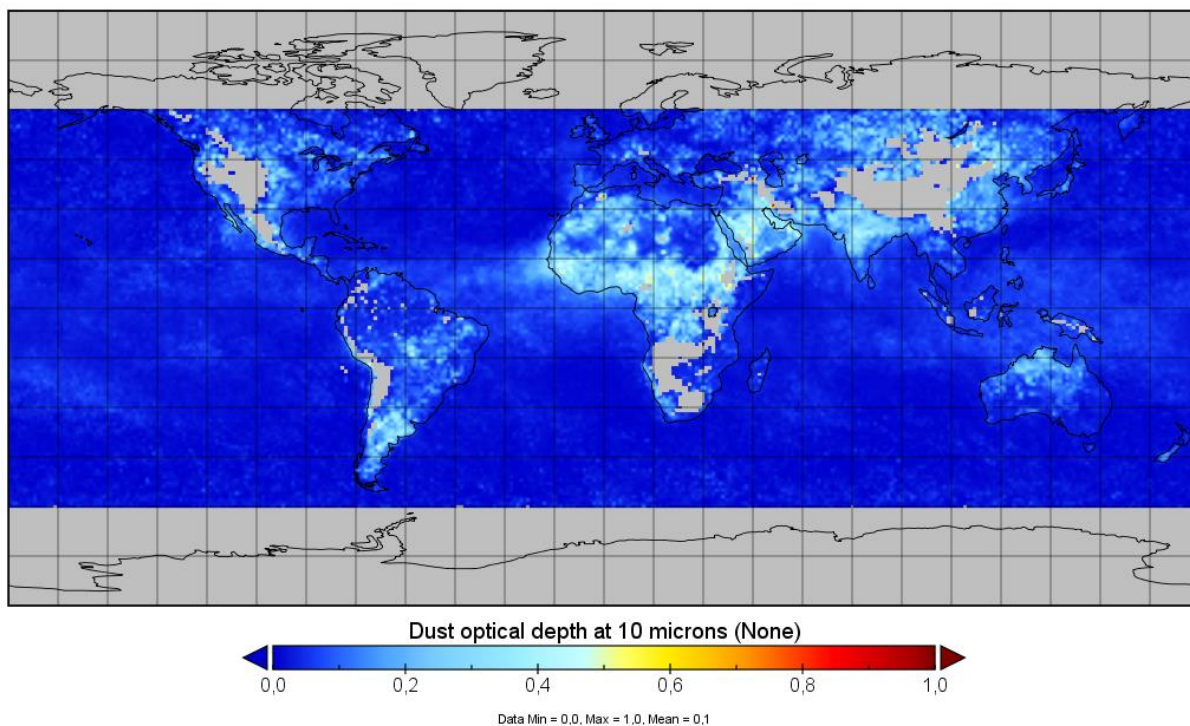 Dust optical depth at 10 microns (None)
0,0 0,2 0,4 0,6 0,8 1,0
Data Min = 0,0, Max = 1,0, Mean = 0,1